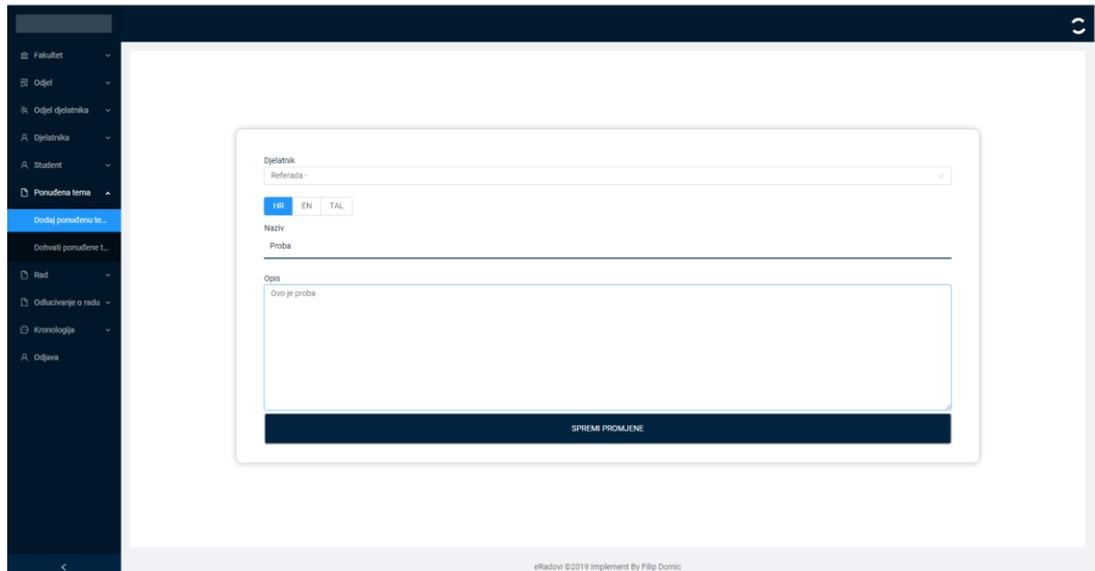 Fakultet
Odjel
Odjel djelatnika
Djelatnika
Student
Ponuđena tema
Dodaj ponuđenu te...
Dohvati ponuđene t...
Rad
Odlucivanje o radu
Kronologija
Odjava
Djelatnik
Referada -
HR EN TAL
Naziv
Proba
Opis
Ovo je proba
SPREMI PROMJENE
eRadovi ©2019 Implement By Filip Domic